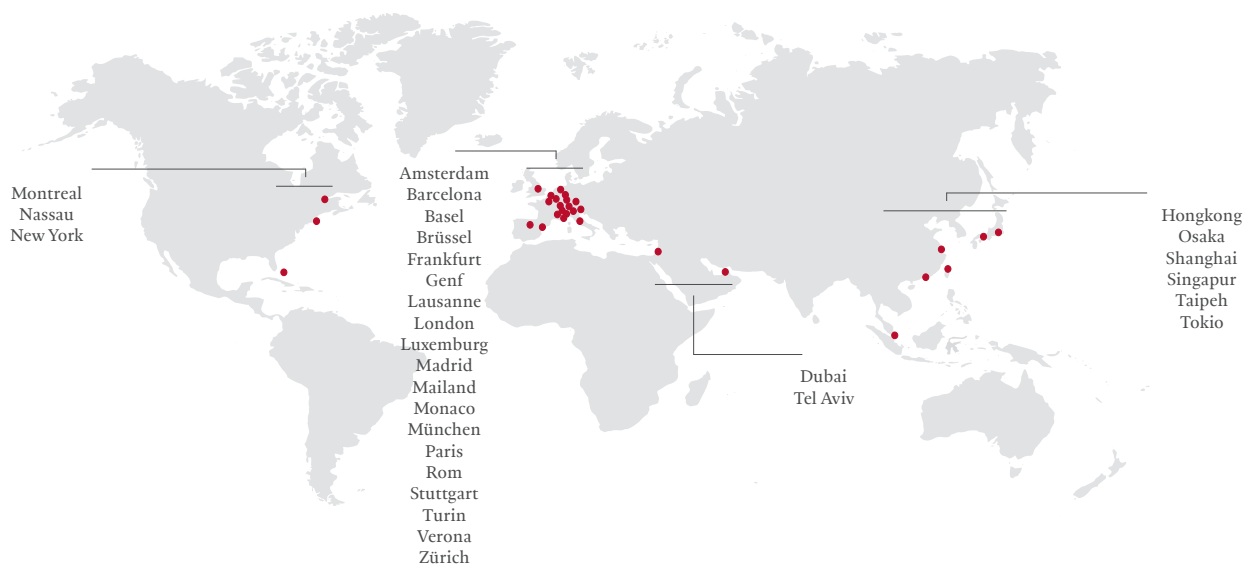 Montreal
Nassau
New York
Amsterdam
Barcelona
Basel
Brüssel
Frankfurt
Genf
Lausanne
London
Luxemburg
Madrid
Mailand
Monaco
München
Paris
Rom
Stuttgart
Turin
Verona
Zürich
Dubai
Tel Aviv
Hongkong
Osaka
Shanghai
Singapur
Taipeh
Tokio